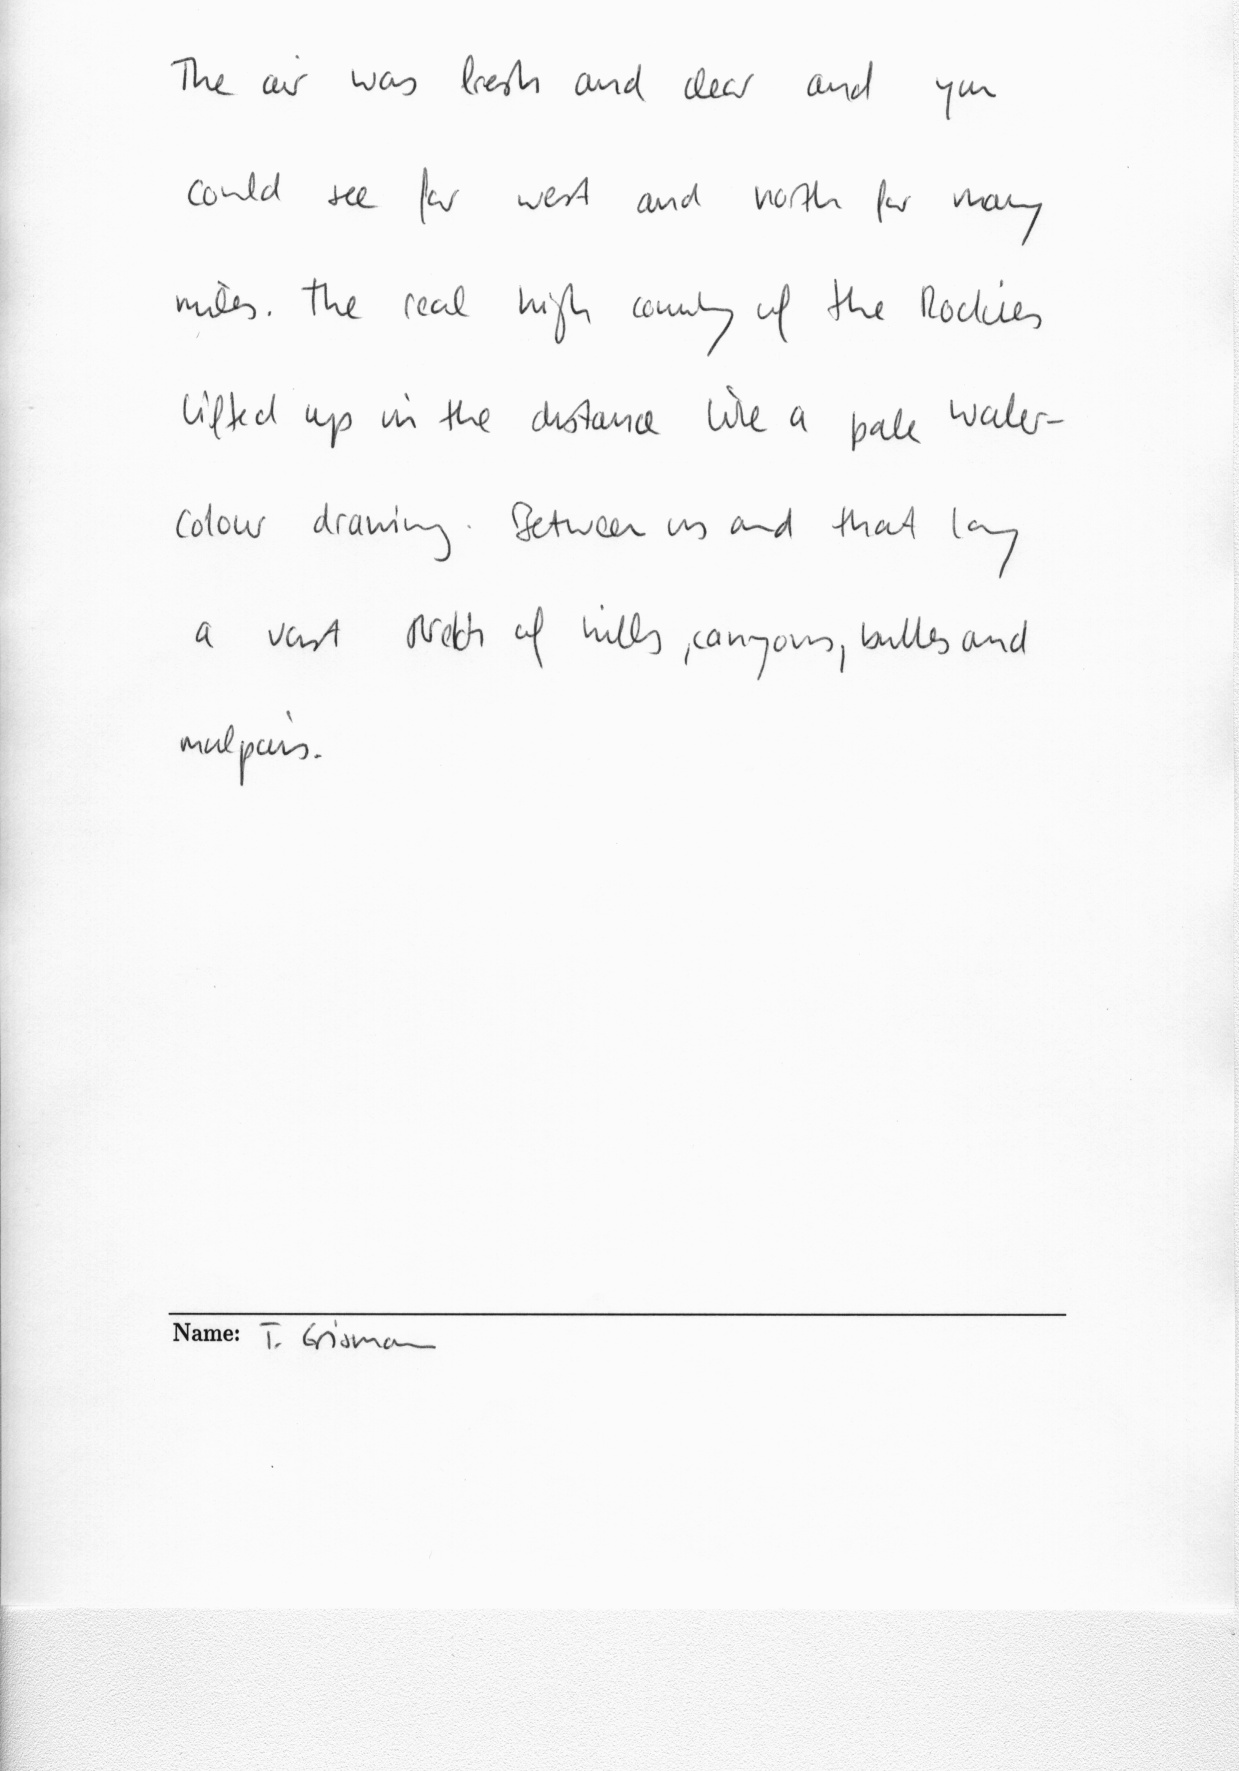 The air was fresh and clear and you
could see far west and north for many
miles. The real high country of the Rockies
lifted up in the distance like a pale water-
colour drawing. Between us and that lay
a vast stretch of hills, canyons, buttes and
malpais.
Name: T. Grisman